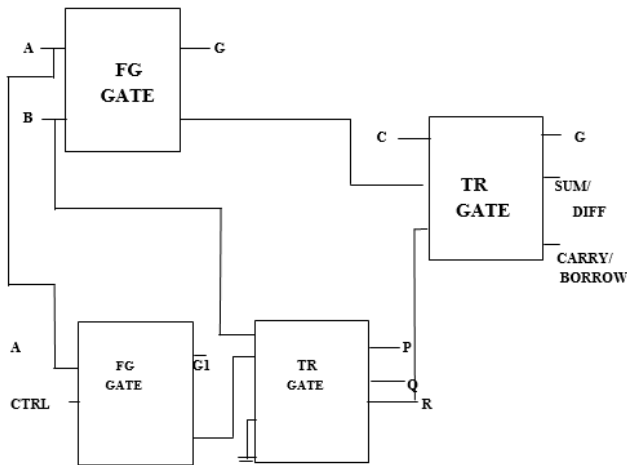 A
G
FG
GATE
B
C
G
TR
GATE
SUM/
DIFF
CARRY/
BORROW
A
FG
GATE
G1
CTRL
TR
GATE
P
Q
R